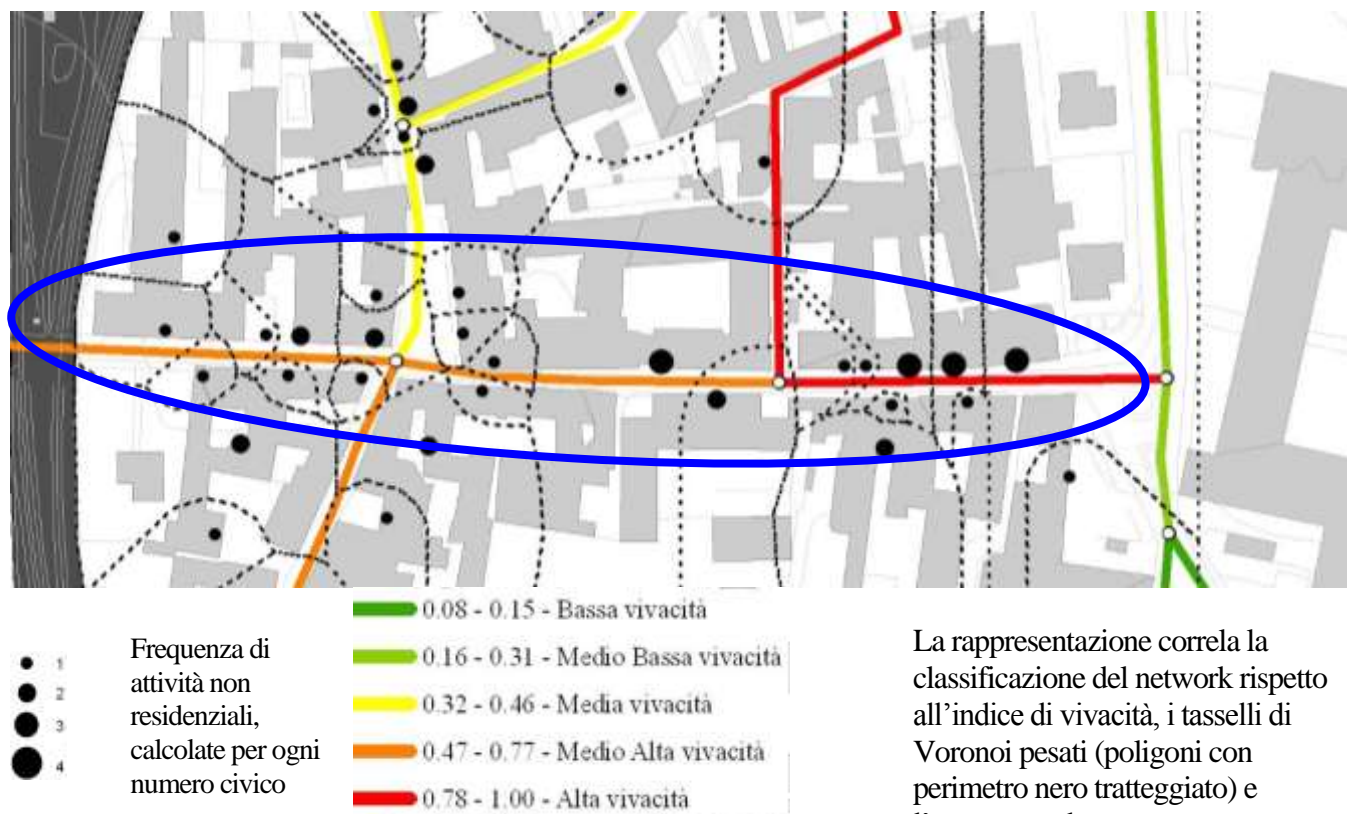 0.08 - 0.15 - Bassa vivacità
0.16 - 0.31 - Medio Bassa vivacità
0.32 - 0.46 - Media vivacità
0.47 - 0.77 - Medio Alta vivacità
0.78 - 1.00 - Alta vivacità
1
2
3
4
Frequenza di
attività non
residenziali,
calcolate per ogni
numero civico
La rappresentazione correla la
classificazione del network rispetto
all’indice di vivacità, i tasselli di
Voronoi pesati (poligoni con
perimetro nero tratteggiato) e